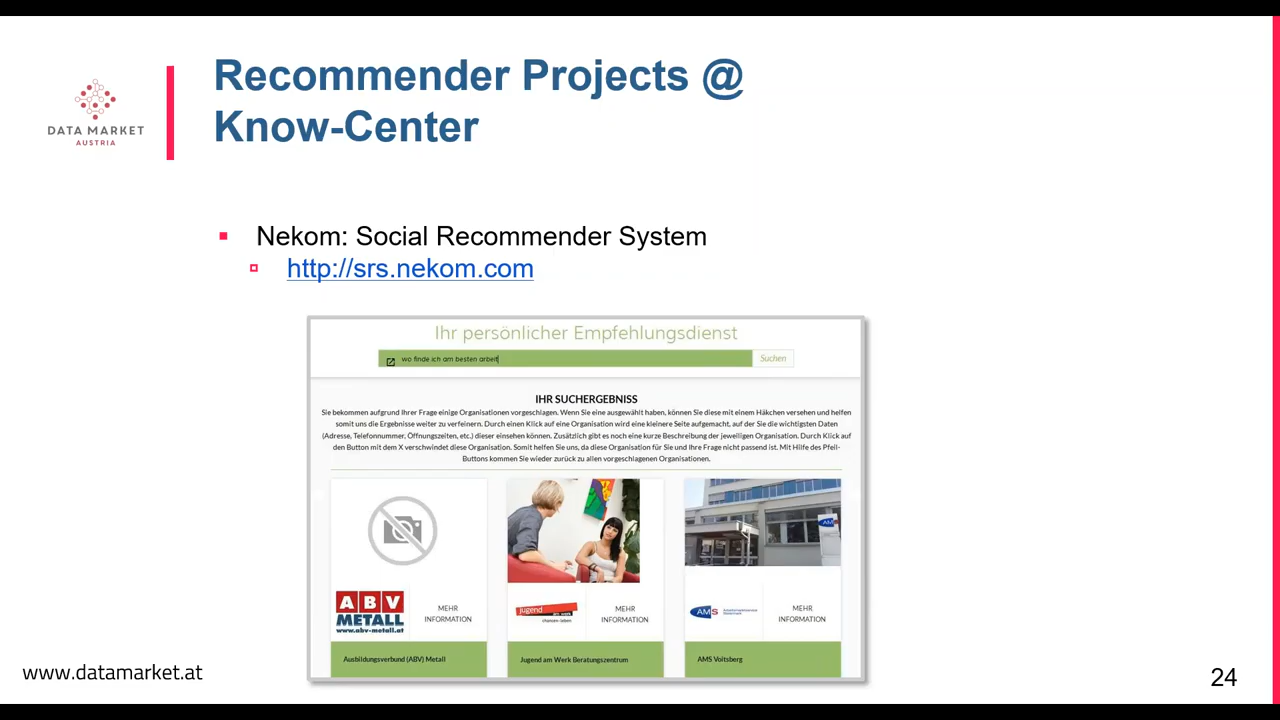 Recommender Projects @
Know-Center
DATA MARKET
AUSTRIA
Nekom: Social Recommender System
http://srs.nekom.com
Ihr persönlicher Empfehlungsdienst
wo finde ich am besten arbeit
Suchen
IHR SUCHERGEBNISS
Sie bekommen aufgrund Ihrer Frage einige Organisationen vorgeschlagen. Wenn Sie eine ausgewählt haben, können Sie diese mit einem Häkchen versehen und helfen
somit uns die Ergebnisse weiter zu verfeinern. Durch einen Klick auf eine Organisation wird eine kleinere Seite aufgemacht, auf der Sie die wichtigsten Daten
(Adresse, Telefonnummer, Öffnungszeiten, etc.) dieser einsehen können. Zusätzlich gibt es noch eine kurze Beschreibung der jeweiligen Organisation. Durch Klick auf
den Button mit dem X verschwindet diese Organisation. Somit helfen Sie uns, da diese Organisation für Sie und Ihre Frage nicht passend ist. Mit Hilfe des Pfeil-
Buttons kommen Sie wieder zurück zu allen vorgeschlagenen Organisationen.
ABV
METALL
www.abv-metall.at
MEHR
INFORMATION
jugend
MEHR
INFORMATION
AMS
AMS
MEHR
INFORMATION
Ausbildungsverbund (ABV) Metall
Jugend am Werk Beratungszentrum
AMS Voitsberg
www.datamarket.at
24